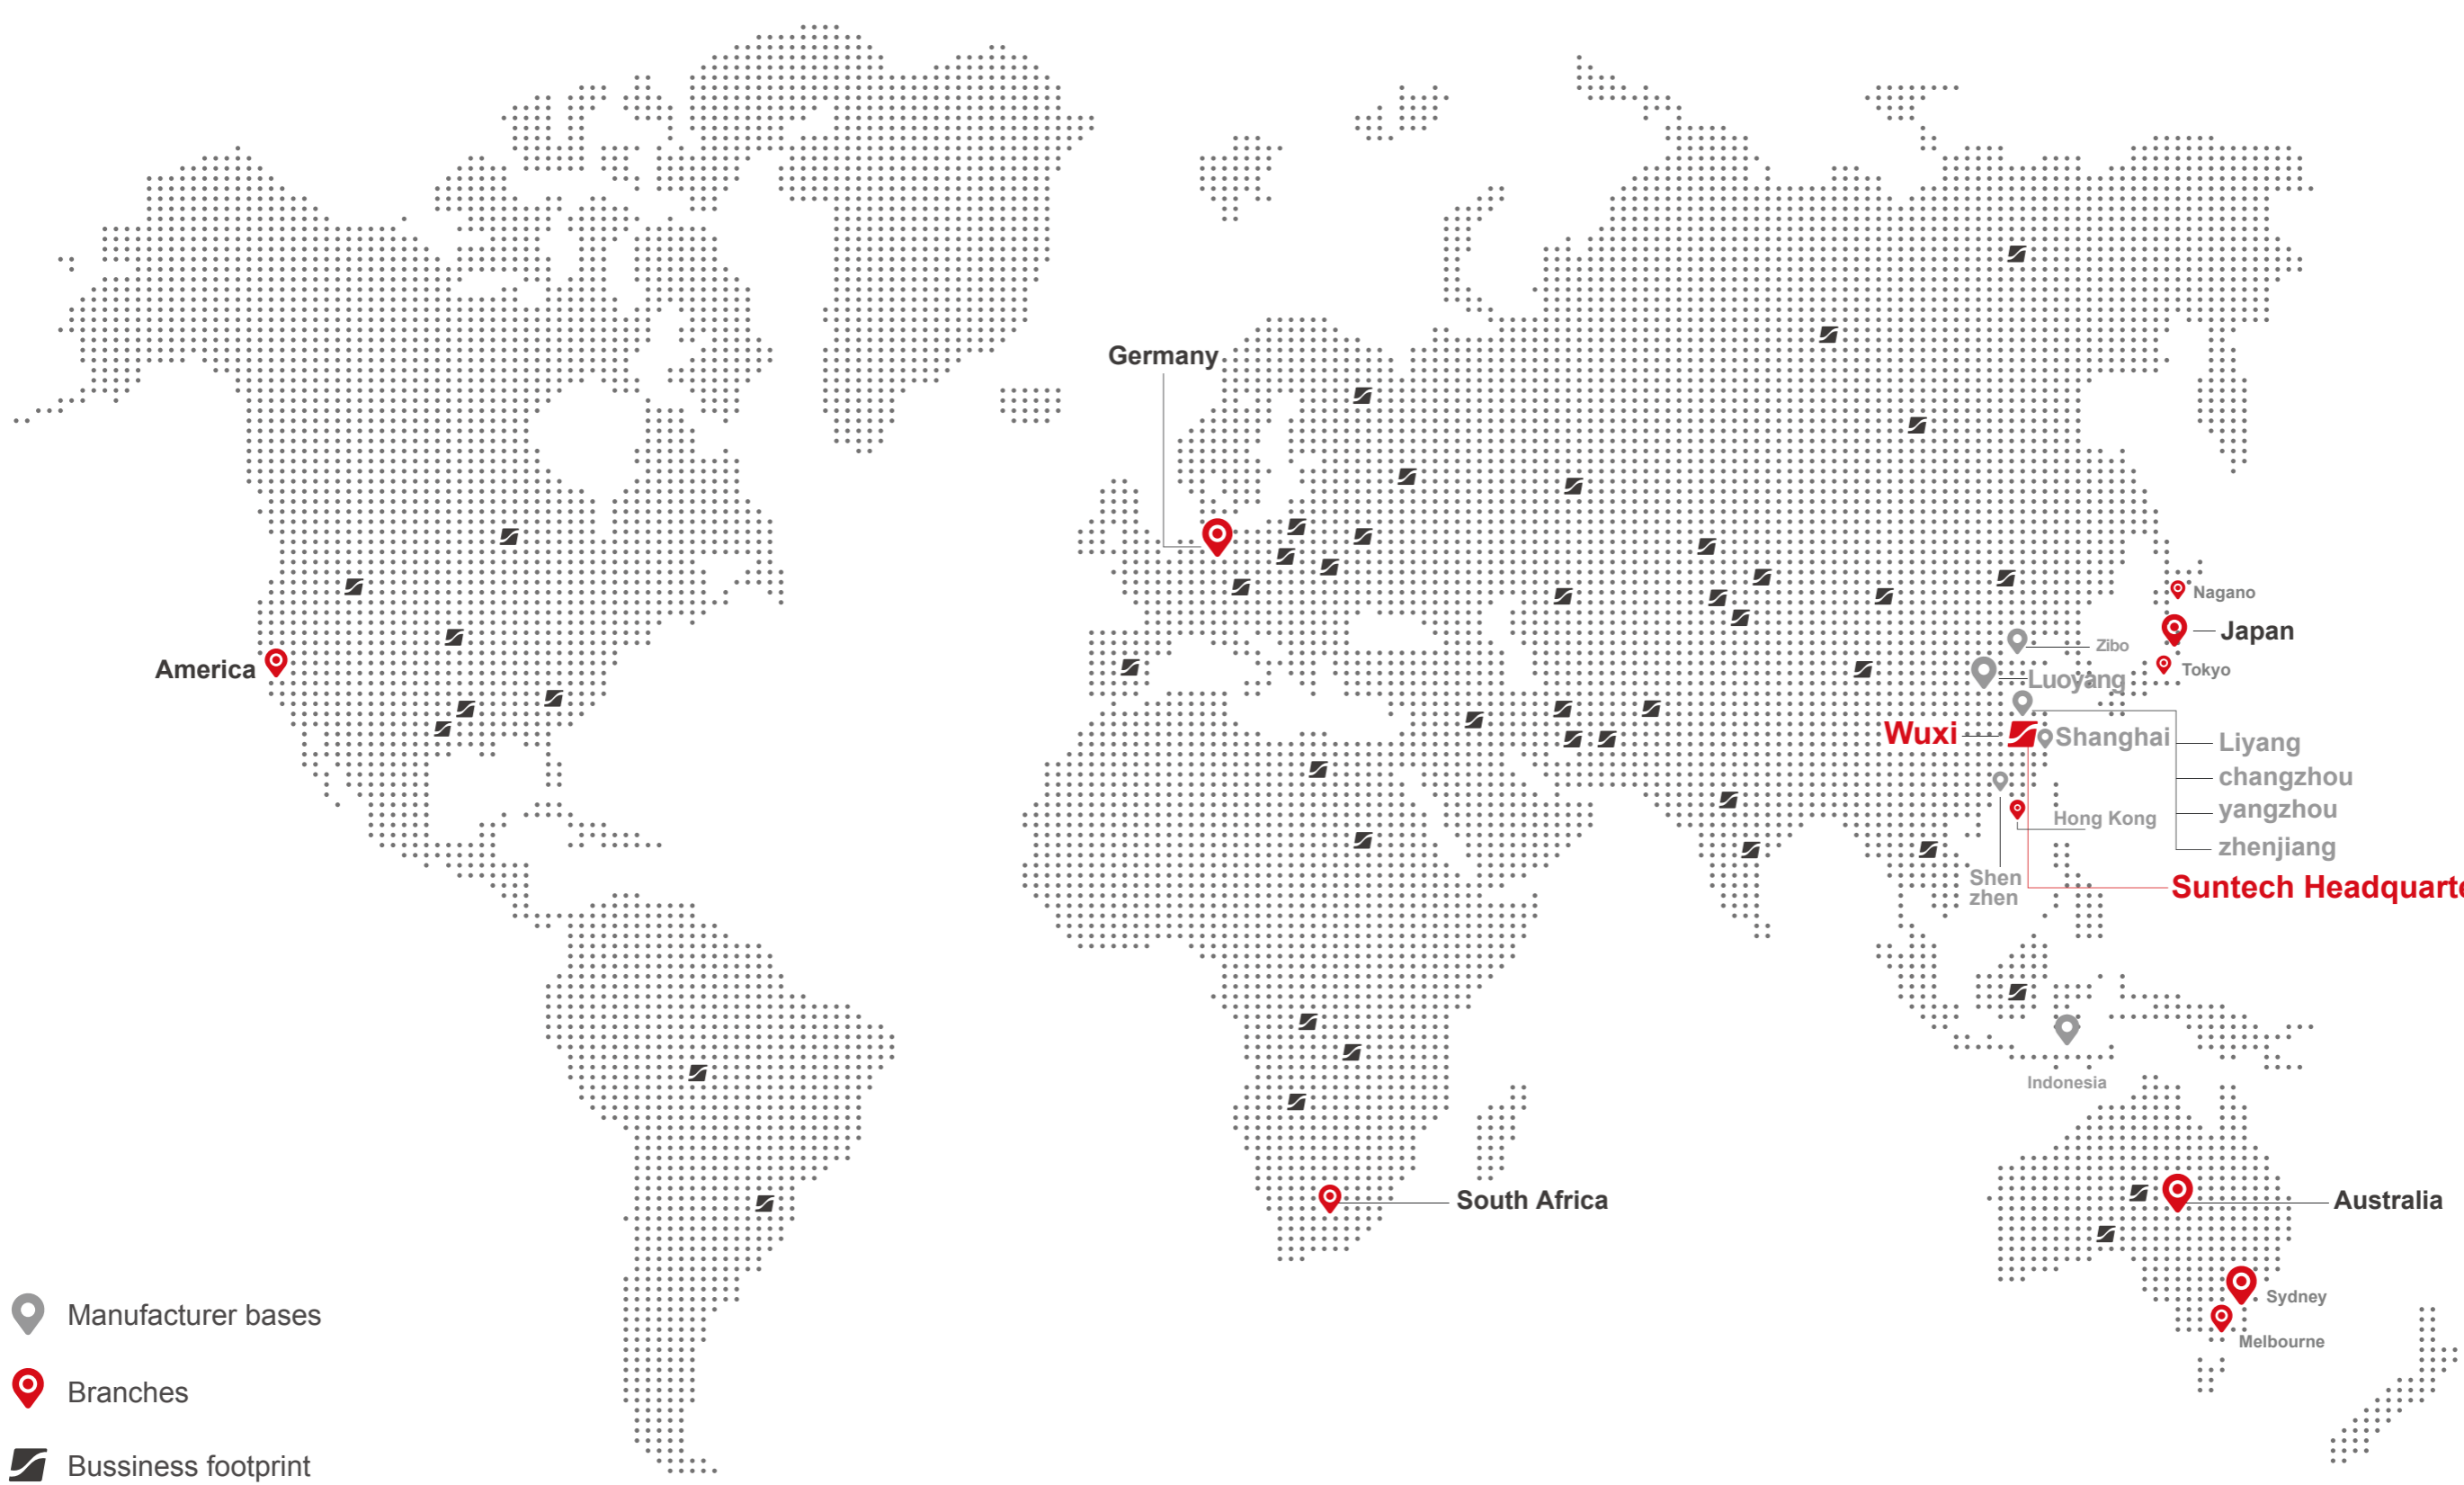 Germany
Nagano
Japan
Zibo
America
Tokyo
Luoyang
Wuxi
Shanghai
Liyang
changzhou
yangzhou
Hong Kong
zhenjiang
Shen
zhen
Suntech Headquarte
Indonesia
South Africa
Australia
Sydney
Manufacturer bases
Melbourne
Branches
Bussiness footprint